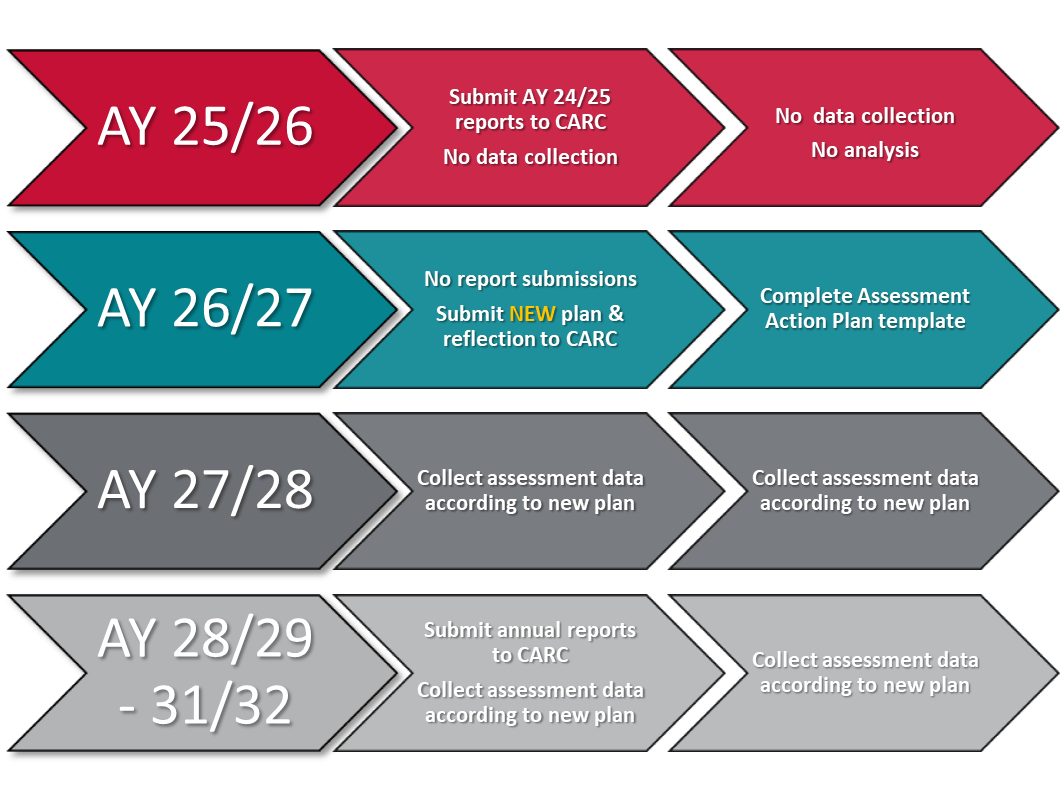 AY 25/26
Submit AY 24/25
reports to CARC
No data collection
No  data collection
No analysis
AY 26/27
No report submissions
Submit NEW plan &
reflection to CARC
Complete Assessment
Action Plan template
AY 27/28
Collect assessment data
according to new plan
Collect assessment data
according to new plan
AY 28/29
- 31/32
Submit annual reports
to CARC
Collect assessment data
according to new plan
Collect assessment data
according to new plan